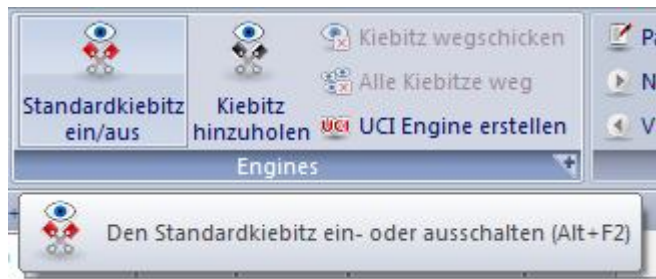 Standardkiebitz
ein/aus
Kiebitz
hinzuholen
Kiebitz wegschicken
Alle Kiebitze weg
UCI UCI Engine erstellen
Engines
Den Standardkiebitz ein- oder ausschalten (Alt+F2)